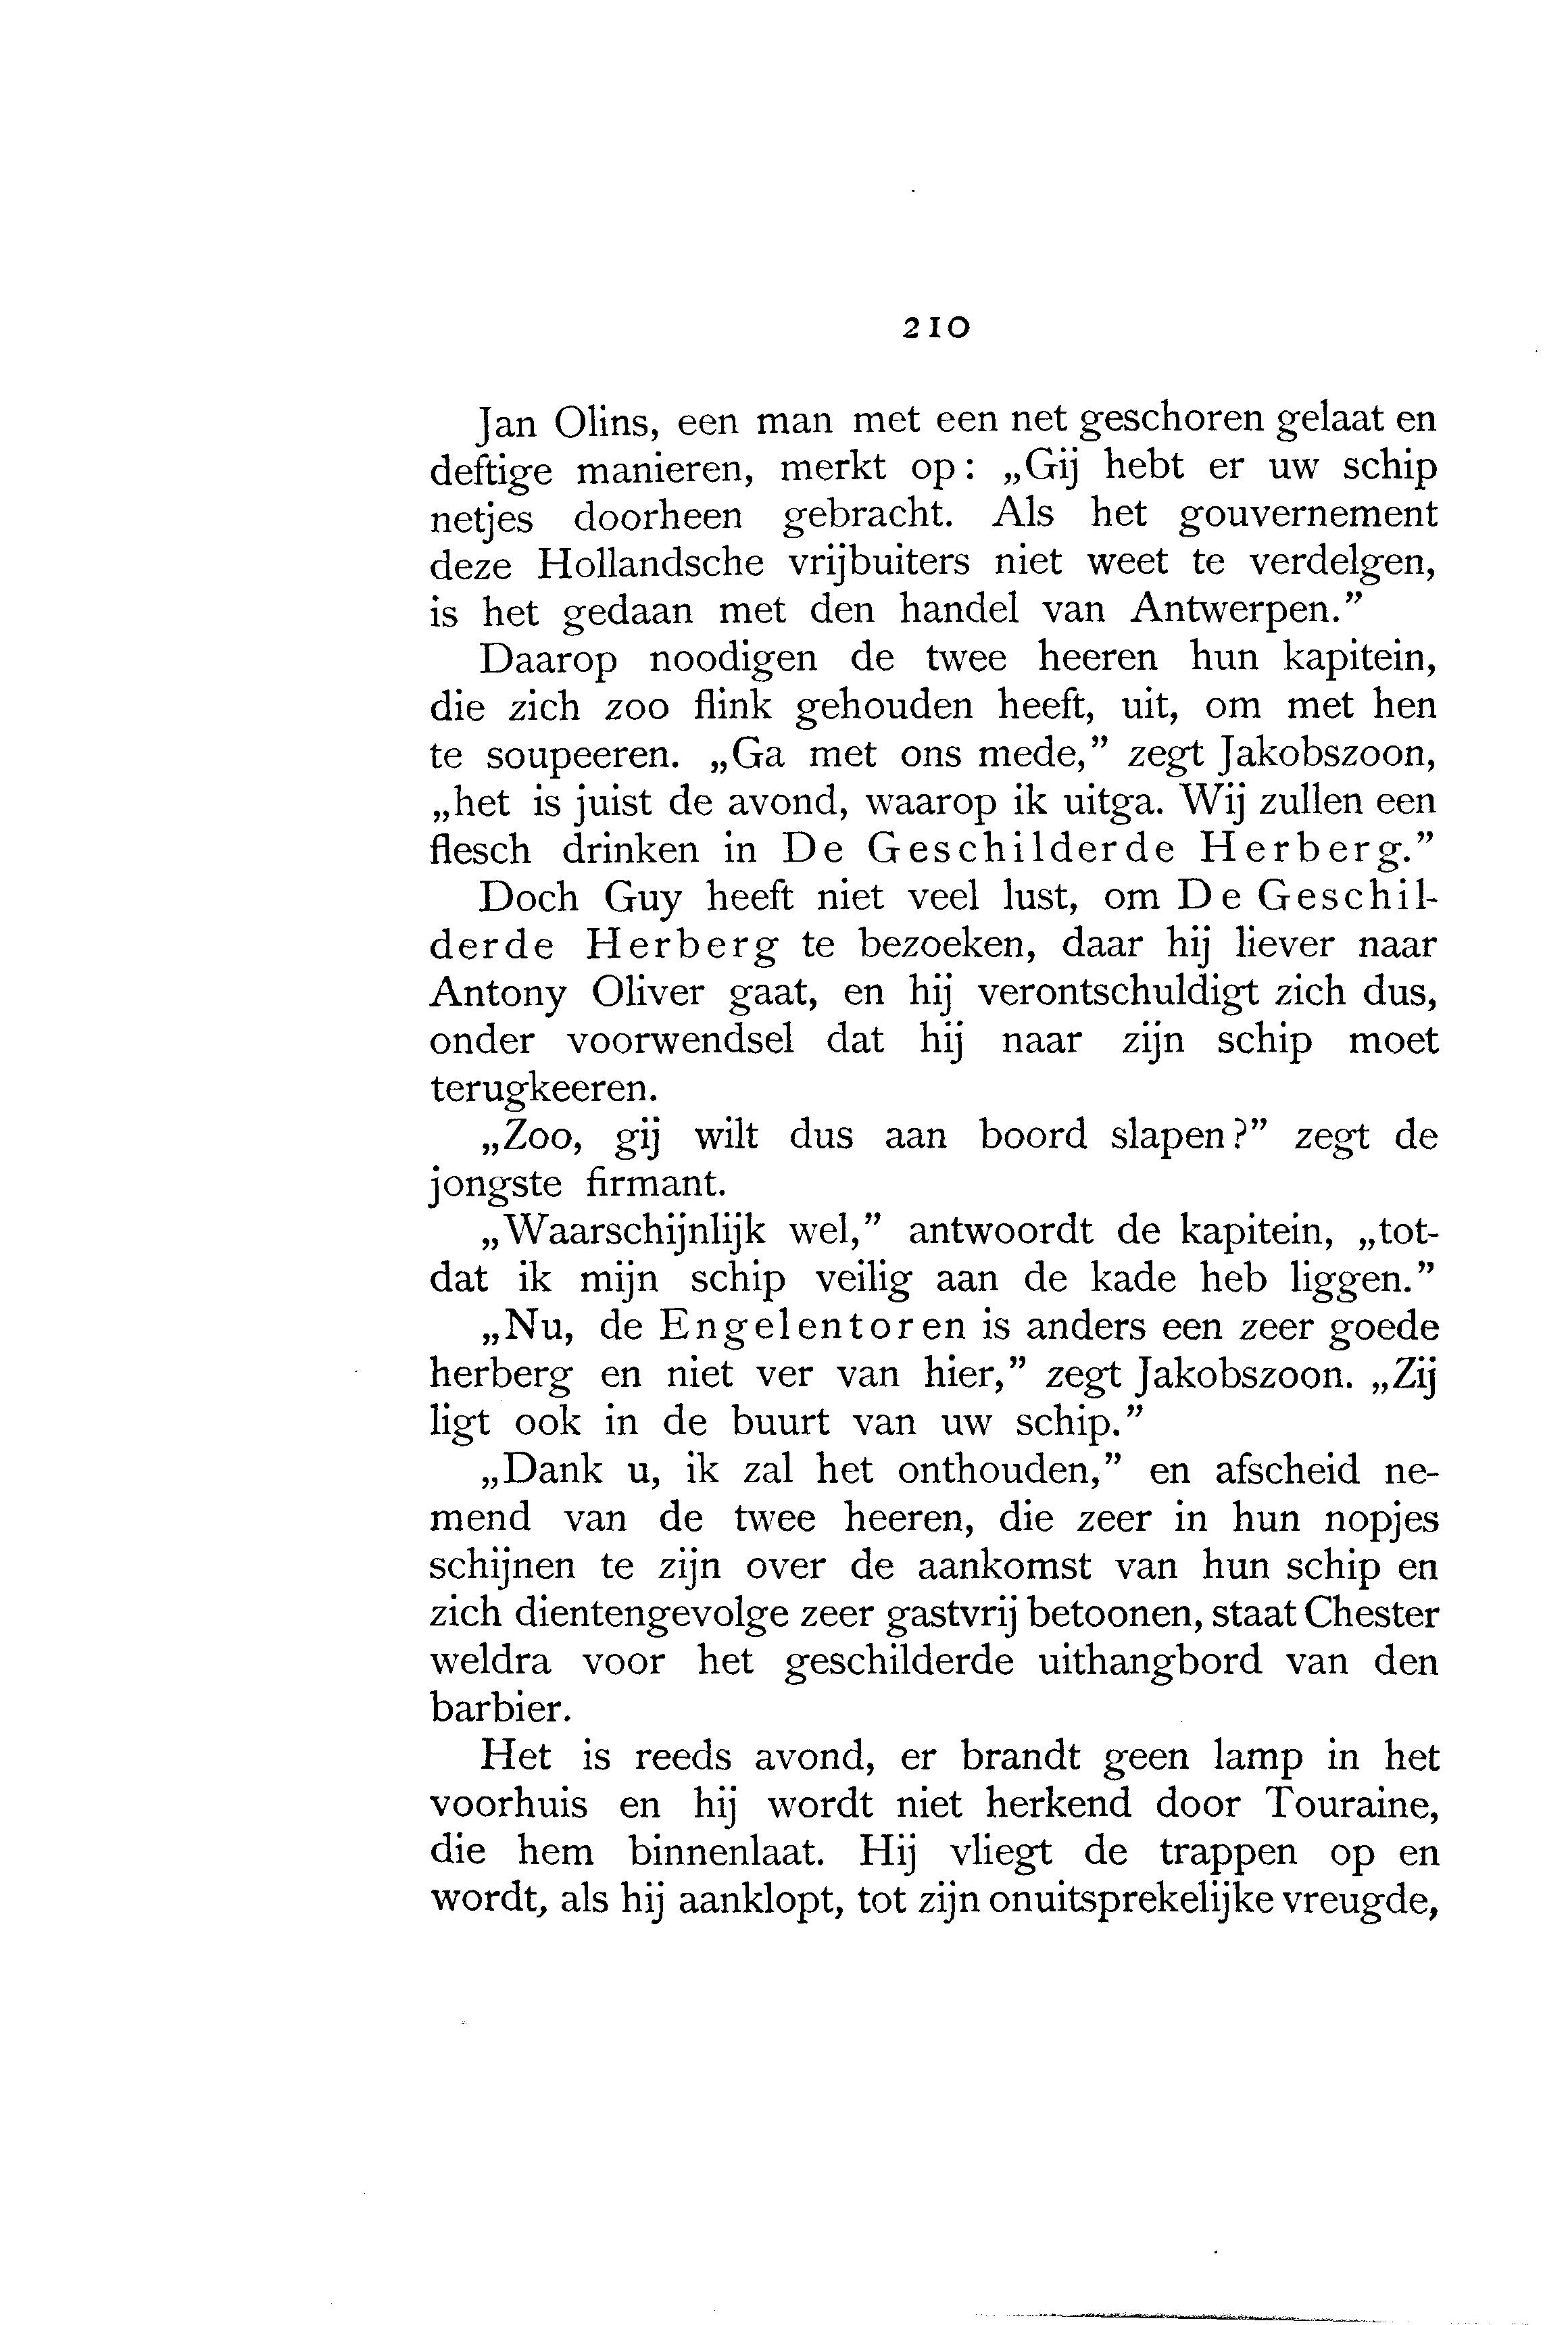 210
Jan Olins, een man met een net geschoren gelaat en
deftige manieren, merkt op: „Gij hebt er uw schip
netjes doorheen gebracht. Als het gouvernement
deze Hollandsche vrijbuiters niet weet te verdelgen,
is het gedaan met den handel van Antwerpen.”
Daarop noodigen de twee heeren hun kapitein,
die zich zoo flink gehouden heeft, uit, om met hen
te soupeeren. „Ga met ons mede,” zegt Jakobszoon,
„het is juist de avond, waarop ik uitga. Wij zullen een
flesch drinken in De Geschilderde Herberg.”
Doch Guy heeft niet veel lust, om De Geschil-
derde Herberg te bezoeken, daar hij liever naar
Antony Oliver gaat, en hij verontschuldigt zich dus,
onder voorwendsel dat hij naar zijn schip moet
terugkeeren.
„Zoo, gij wilt dus aan boord slapen?” zegt de
jongste firmant.
„Waarschijnlijk wel,” antwoordt de kapitein, „tot-
dat ik mijn schip veilig aan de kade heb liggen.”
„Nu, de Engelentoren is anders een zeer goede
herberg en niet ver van hier,” zegt Jakobszoon. „Zij
ligt ook in de buurt van uw schip.”
„Dank u, ik zal het onthouden,” en afscheid ne-
mend van de twee heeren, die zeer in hun nopjes
schijnen te zijn over de aankomst van hun schip en
zich dientengevolge zeer gastvrij betoonen, staat Chester
weldra voor het geschilderde uithangbord van den
barbier.
Het is reeds avond, er brandt geen lamp in het
voorhuis en hij wordt niet herkend door Touraine,
die hem binnenlaat. Hij vliegt de trappen op en
wordt, als hij aanklopt, tot zijn onuitsprekelijke vreugde,